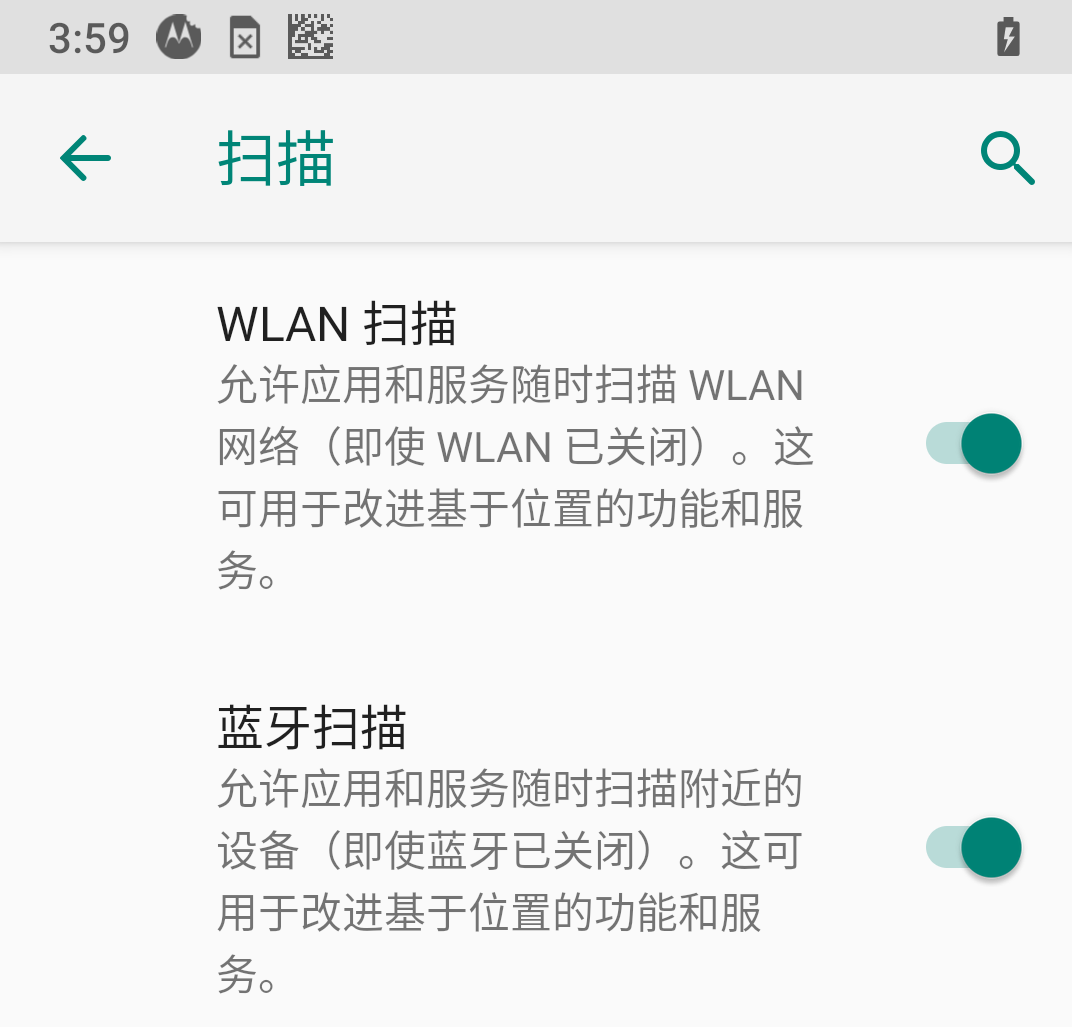 3:59
扫描
WLAN 扫描
允许应用和服务随时扫描 WLAN
网络（即使 WLAN 已关闭）。这
可用于改进基于位置的功能和服
务。
蓝牙扫描
允许应用和服务随时扫描附近的
设备（即使蓝牙已关闭）。这可
用于改进基于位置的功能和服
务。